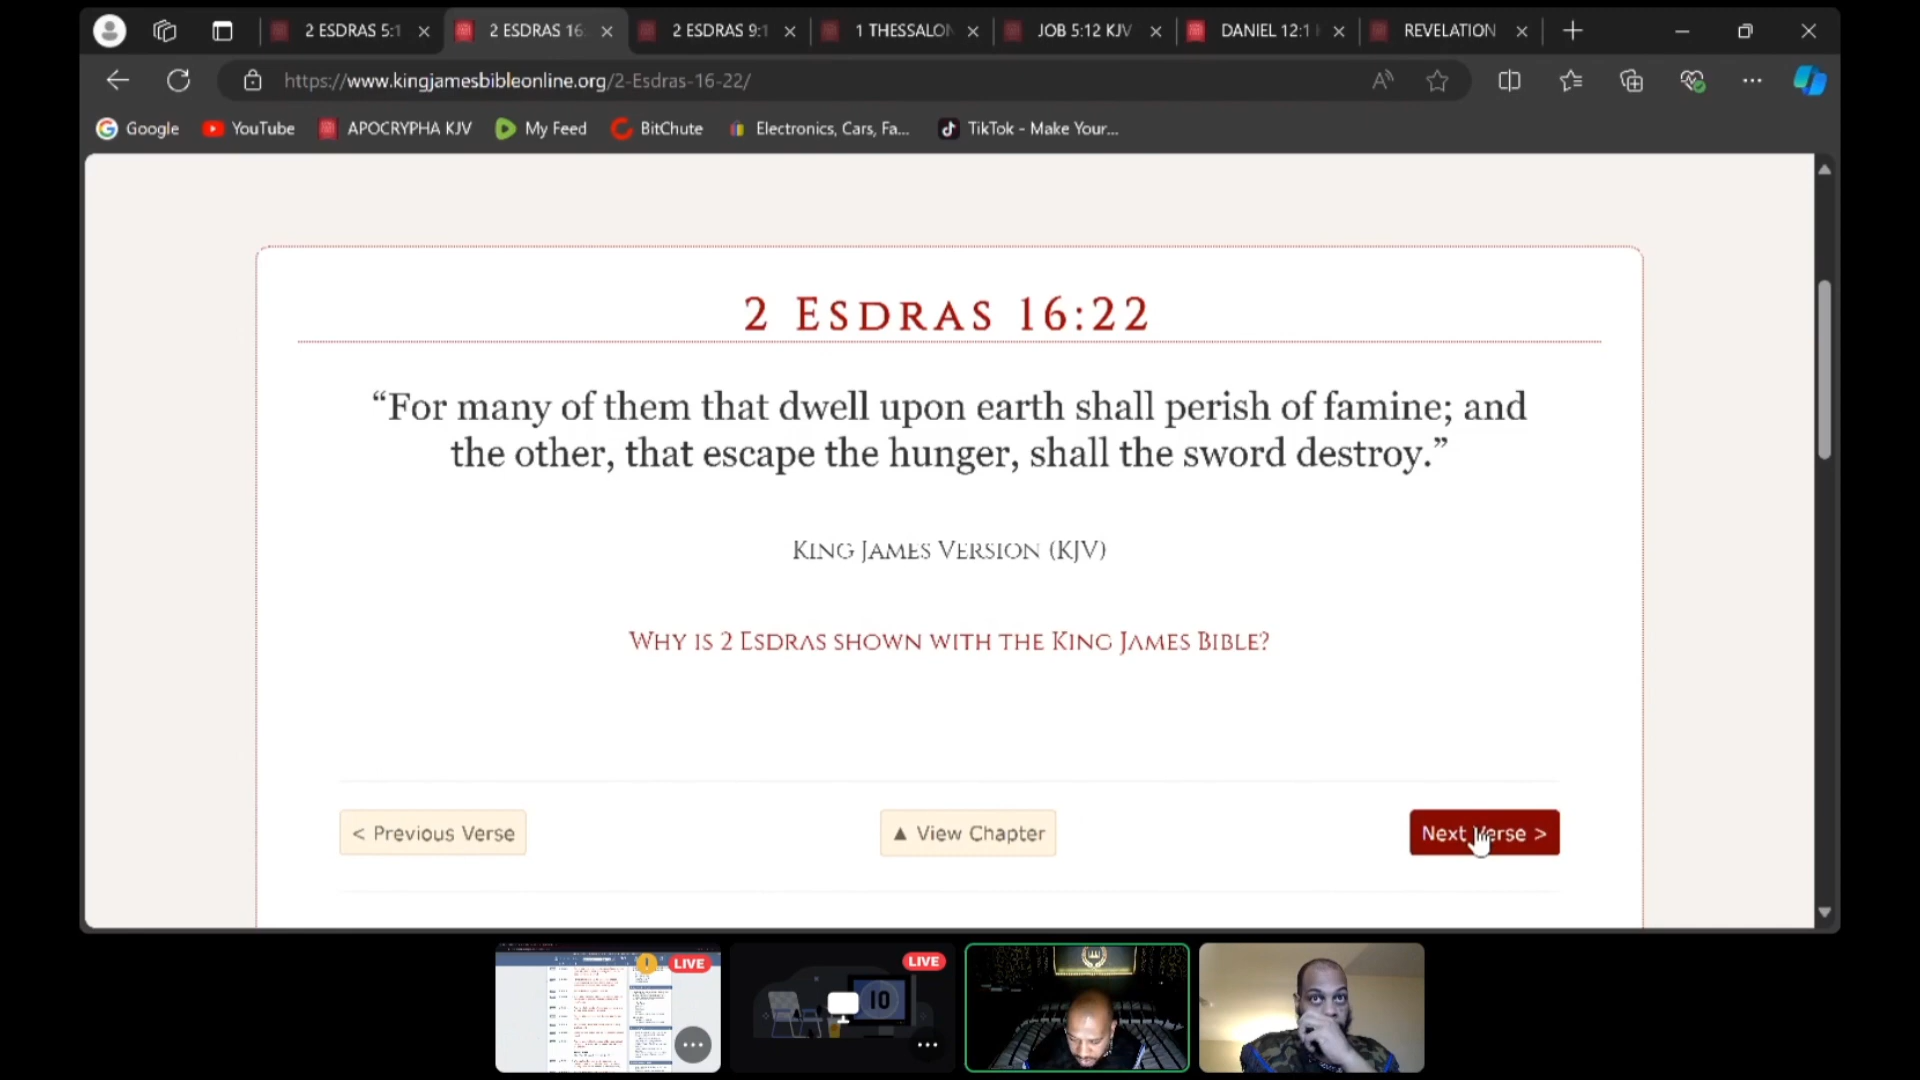 2 ESDRAS 5:1
2 ESDRAS 16:
2 ESDRAS 9:1
1 THESSALON
JOB 5:12 KJV
DANIEL 12:1
REVELATION
https://www.kingjamesbibleonline.org/2-Esdras-16-22/
Google
YouTube
APOCRYPHA KJV
My Feed
BitChute
Electronics, Cars, Fa...
TikTok - Make Your...
2 ESDRAS 16:22
“For many of them that dwell upon earth shall perish of famine; and
the other, that escape the hunger, shall the sword destroy.”
KING JAMES VERSION (KJV)
WHY IS 2 ESDRAS SHOWN WITH THE KING JAMES BIBLE?
< Previous Verse
▲ View Chapter
Next Verse >
LIVE
LIVE
10